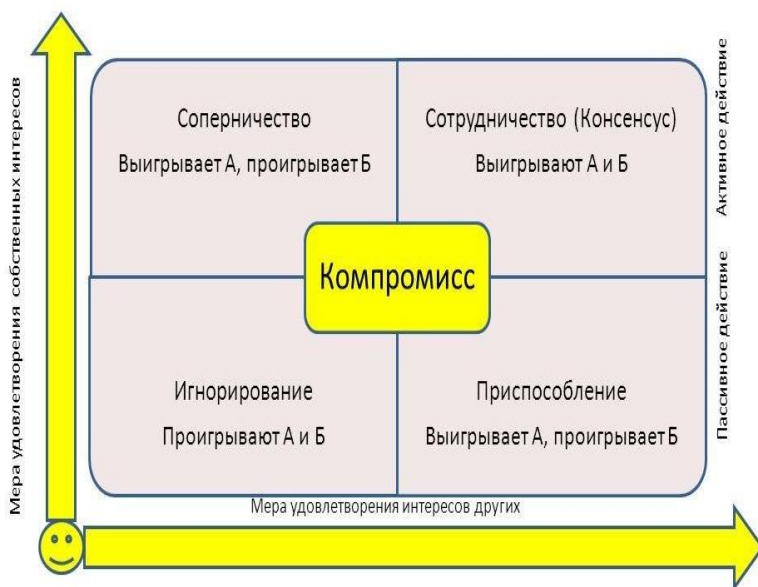 Мера удовлетворения собственных интересов
Соперничество
Выигрывает А, проигрывает Б
Сотрудничество (Консенсус)
Выигрывают А и Б
Активное действие
Компромисс
Игнорирование
Проигрывают А и Б
Приспособление
Выигрывает А, проигрывает Б
Пассивное действие
Мера удовлетворения интересов других